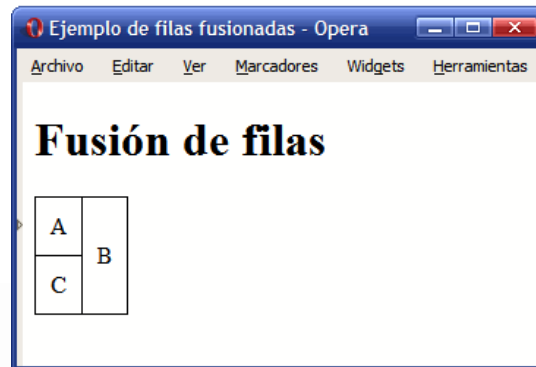 Ejemplo de filas fusionadas - Opera
Archivo Editar Ver Marcadores Widgets Herramientas
Fusión de filas
A
B
C